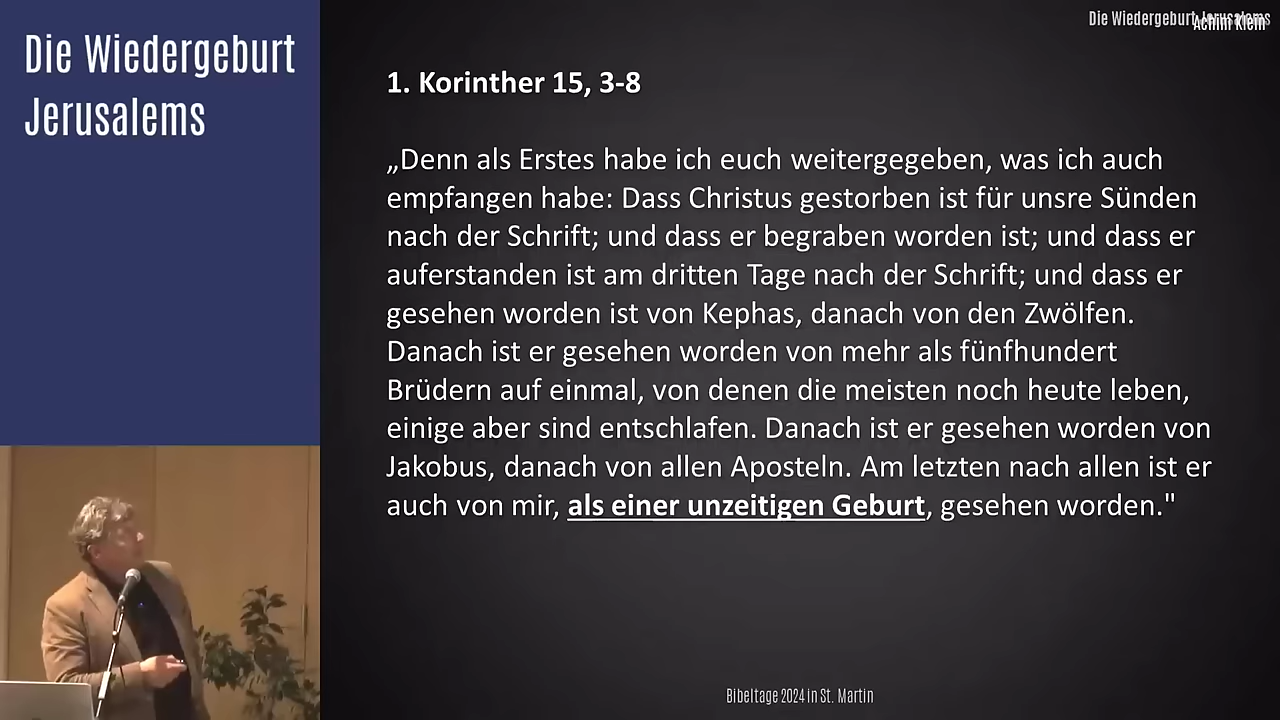 Die Wiedergeburt
Jerusalems
Die Wiedergeburt Jerusalems
Achim Klein
1. Korinther 15, 3-8
„Denn als Erstes habe ich euch weitergegeben, was ich auch
empfangen habe: Dass Christus gestorben ist für unsre Sünden
nach der Schrift; und dass er begraben worden ist; und dass er
auferstanden ist am dritten Tage nach der Schrift; und dass er
gesehen worden ist von Kephas, danach von den Zwölfen.
Danach ist er gesehen worden von mehr als fünfhundert
Brüdern auf einmal, von denen die meisten noch heute leben,
einige aber sind entschlafen. Danach ist er gesehen worden von
Jakobus, danach von allen Aposteln. Am letzten nach allen ist er
auch von mir, als einer unzeitigen Geburt, gesehen worden."
Bibeltage 2024 in St. Martin